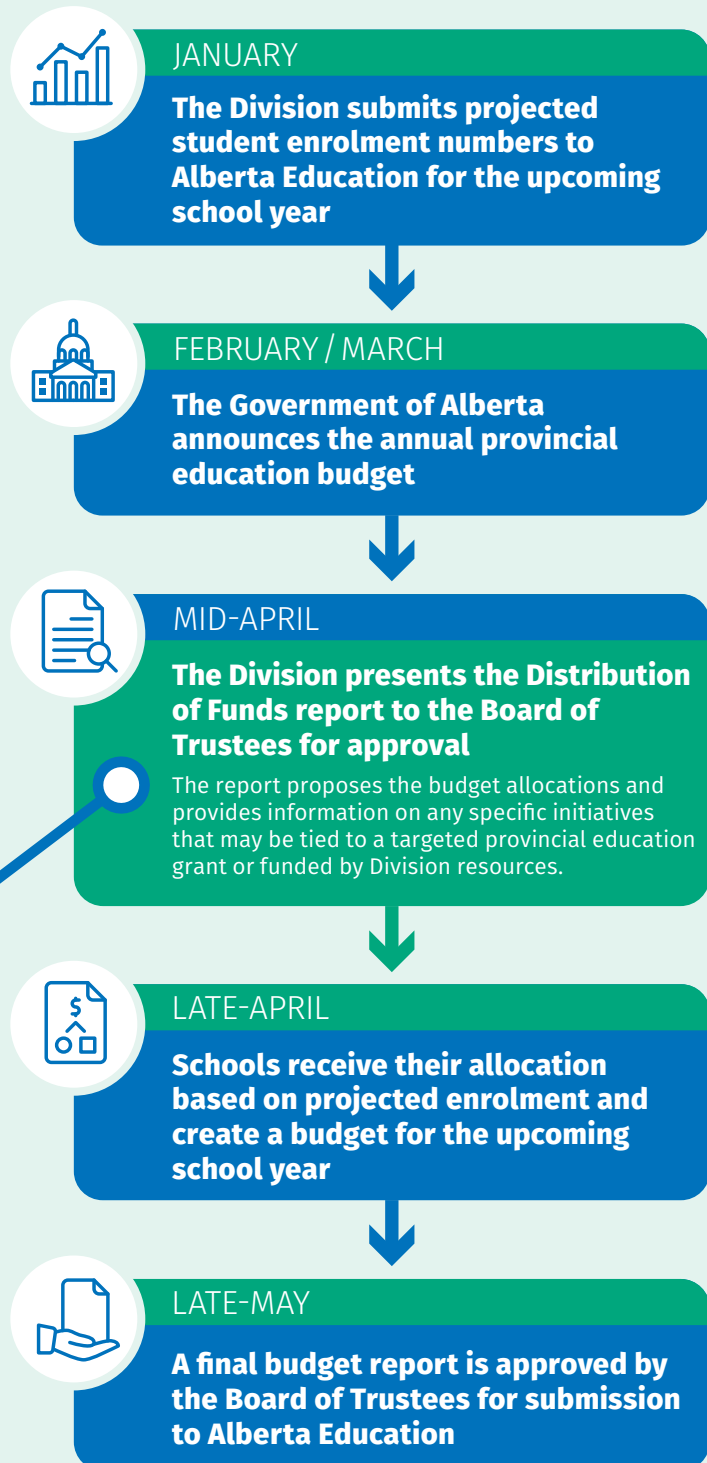 JANUARY
The Division submits projected
student enrolment numbers to
Alberta Education for the upcoming
school year
FEBRUARY / MARCH
The Government of Alberta
announces the annual provincial
education budget
MID-APRIL
The Division presents the Distribution
of Funds report to the Board of
Trustees for approval
The report proposes the budget allocations and
provides information on any specific initiatives
that may be tied to a targeted provincial education
grant or funded by Division resources.
$
LATE-APRIL
Schools receive their allocation
based on projected enrolment and
create a budget for the upcoming
school year
LATE-MAY
A final budget report is approved by
the Board of Trustees for submission
to Alberta Education